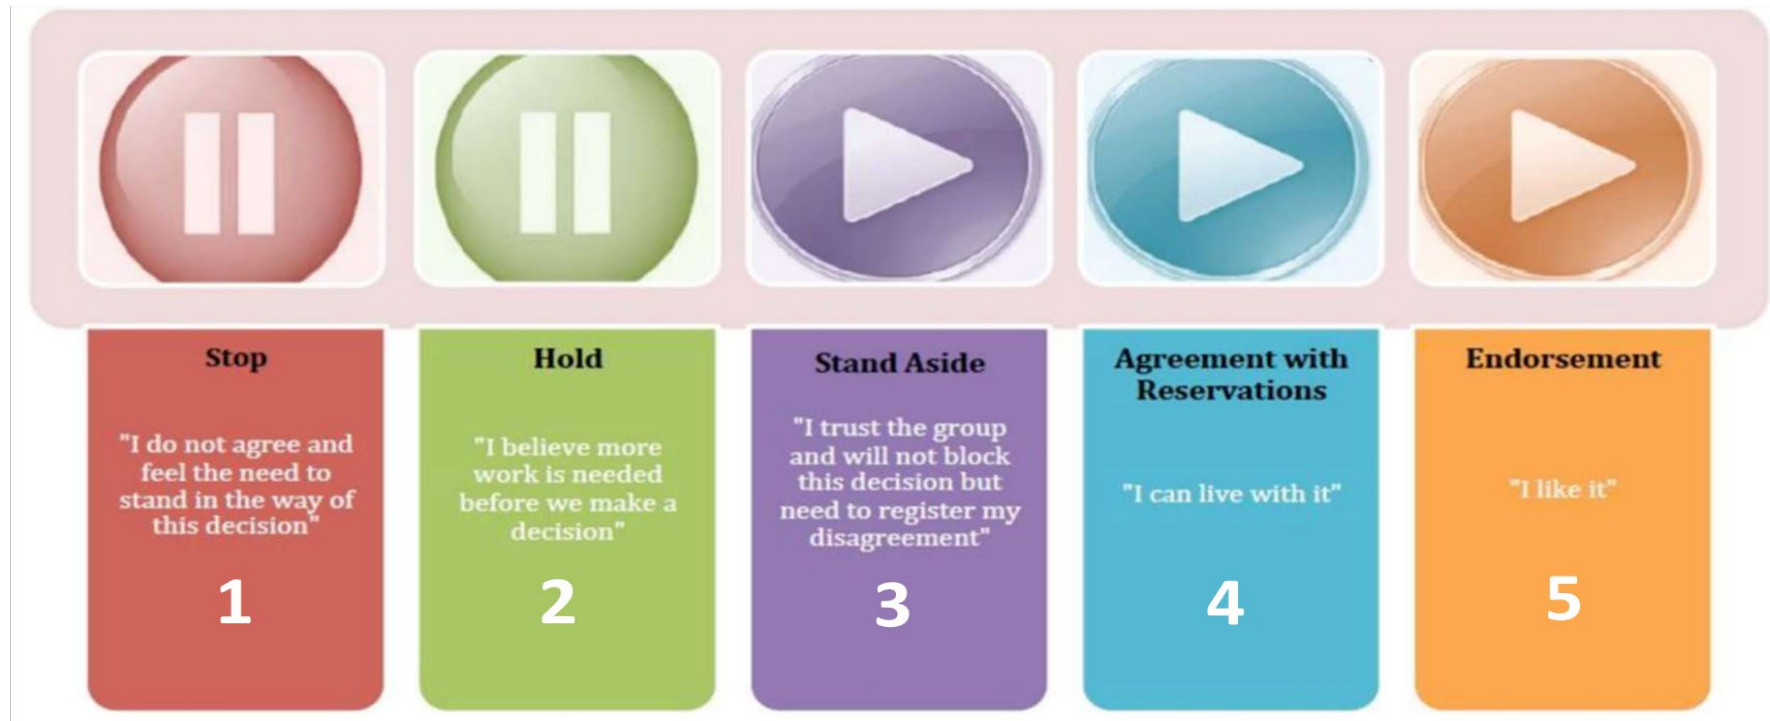 Stop
"I do not agree and
feel the need to
stand in the way of
this decision"
1
Hold
"I believe more
work is needed
before we make a
decision"
2
Stand Aside
"I trust the group
and will not block
this decision but
need to register my
disagreement"
3
Agreement with
Reservations
"I can live with it"
4
Endorsement
"I like it"
5